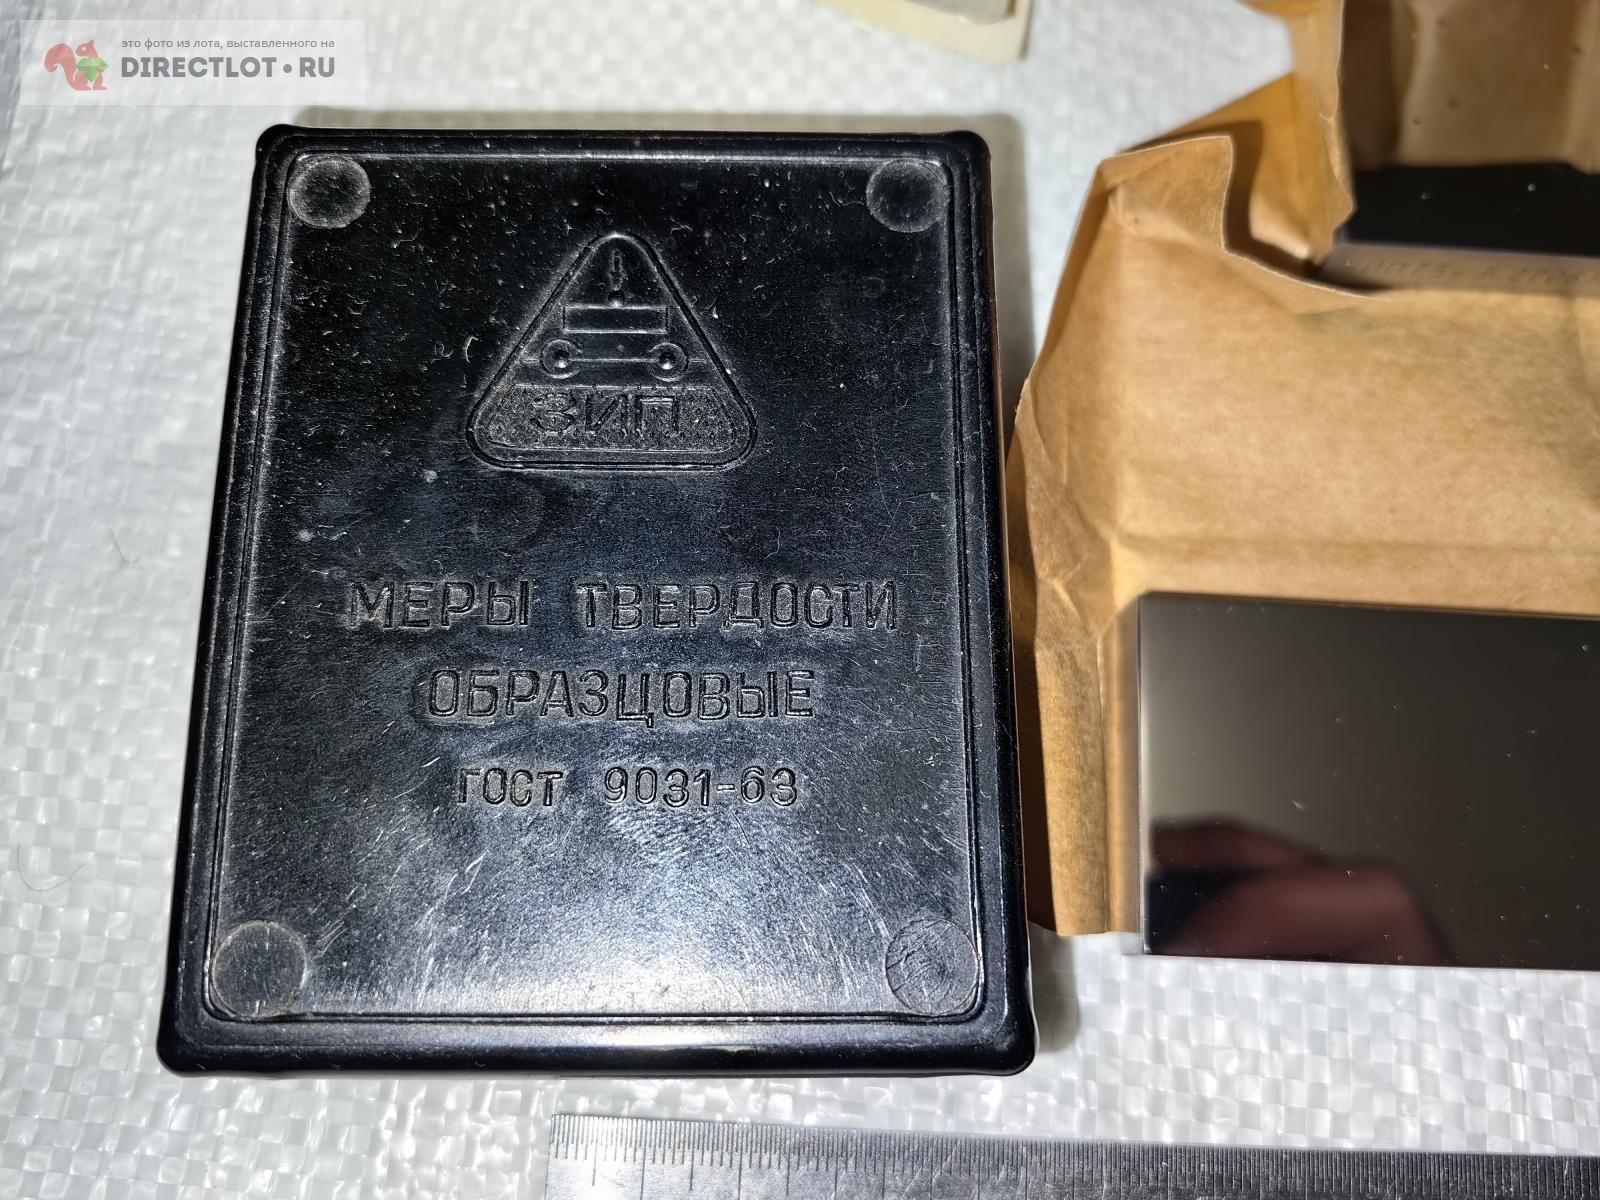 это фото из лота, выставленного на
DIRECTLOT•RU
ЗИП
МЕРЫ ТВЕРДОСТИ
ОБРАЗЦОВЫЕ
ГОСТ 9031-63